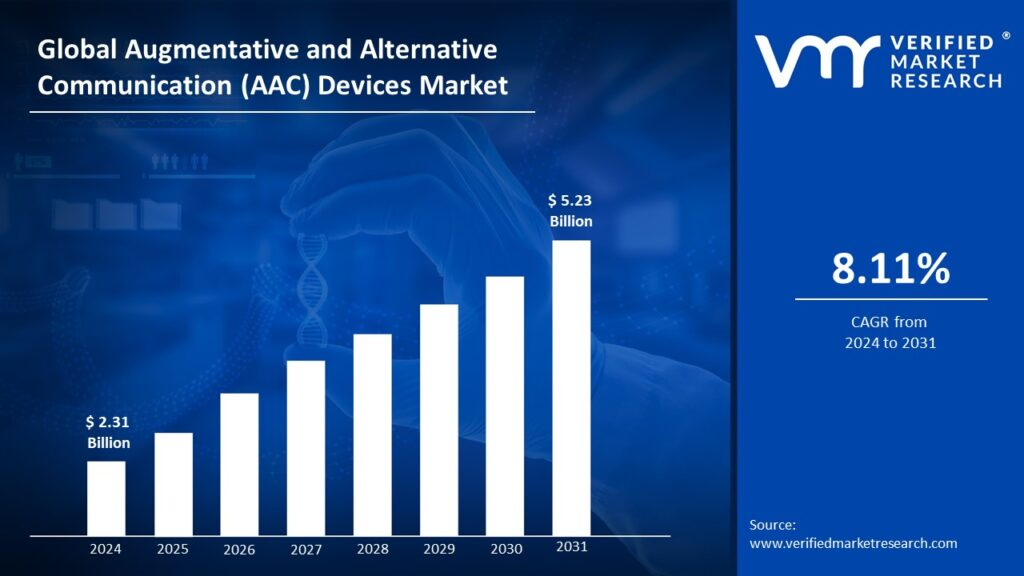 Global Augmentative and Alternative
Communication (AAC) Devices Market
VMR VERIFIED
MARKET
RESEARCH
®
$ 5.23
Billion
$ 2.31
Billion
2024 2025 2026 2027 2028 2029 2030 2031
8.11%
CAGR from
2024 to 2031
Source:
www.verifiedmarketresearch.com